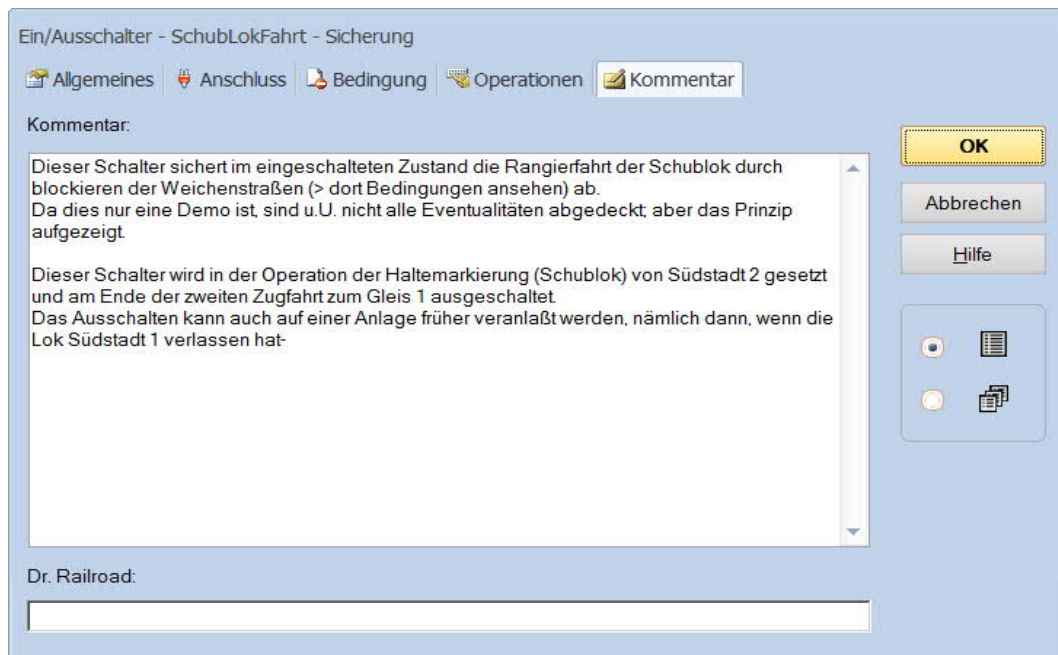 Ein/Ausschalter - SchubLokFahrt - Sicherung
Allgemeines
Anschluss
Bedingung
Operationen
Kommentar
Kommentar:
Dieser Schalter sichert im eingeschalteten Zustand die Rangierfahrt der Schublok durch
blockieren der Weichenstraßen (> dort Bedingungen ansehen) ab.
Da dies nur eine Demo ist, sind u.U. nicht alle Eventualitäten abgedeckt; aber das Prinzip
aufgezeigt.
Dieser Schalter wird in der Operation der Haltemarkierung (Schublok) von Südstadt 2 gesetzt
und am Ende der zweiten Zugfahrt zum Gleis 1 ausgeschaltet.
Das Ausschalten kann auch auf einer Anlage früher veranlaßt werden, nämlich dann, wenn die
Lok Südstadt 1 verlassen hat-
OK
Abbrechen
Hilfe
Dr. Railroad: